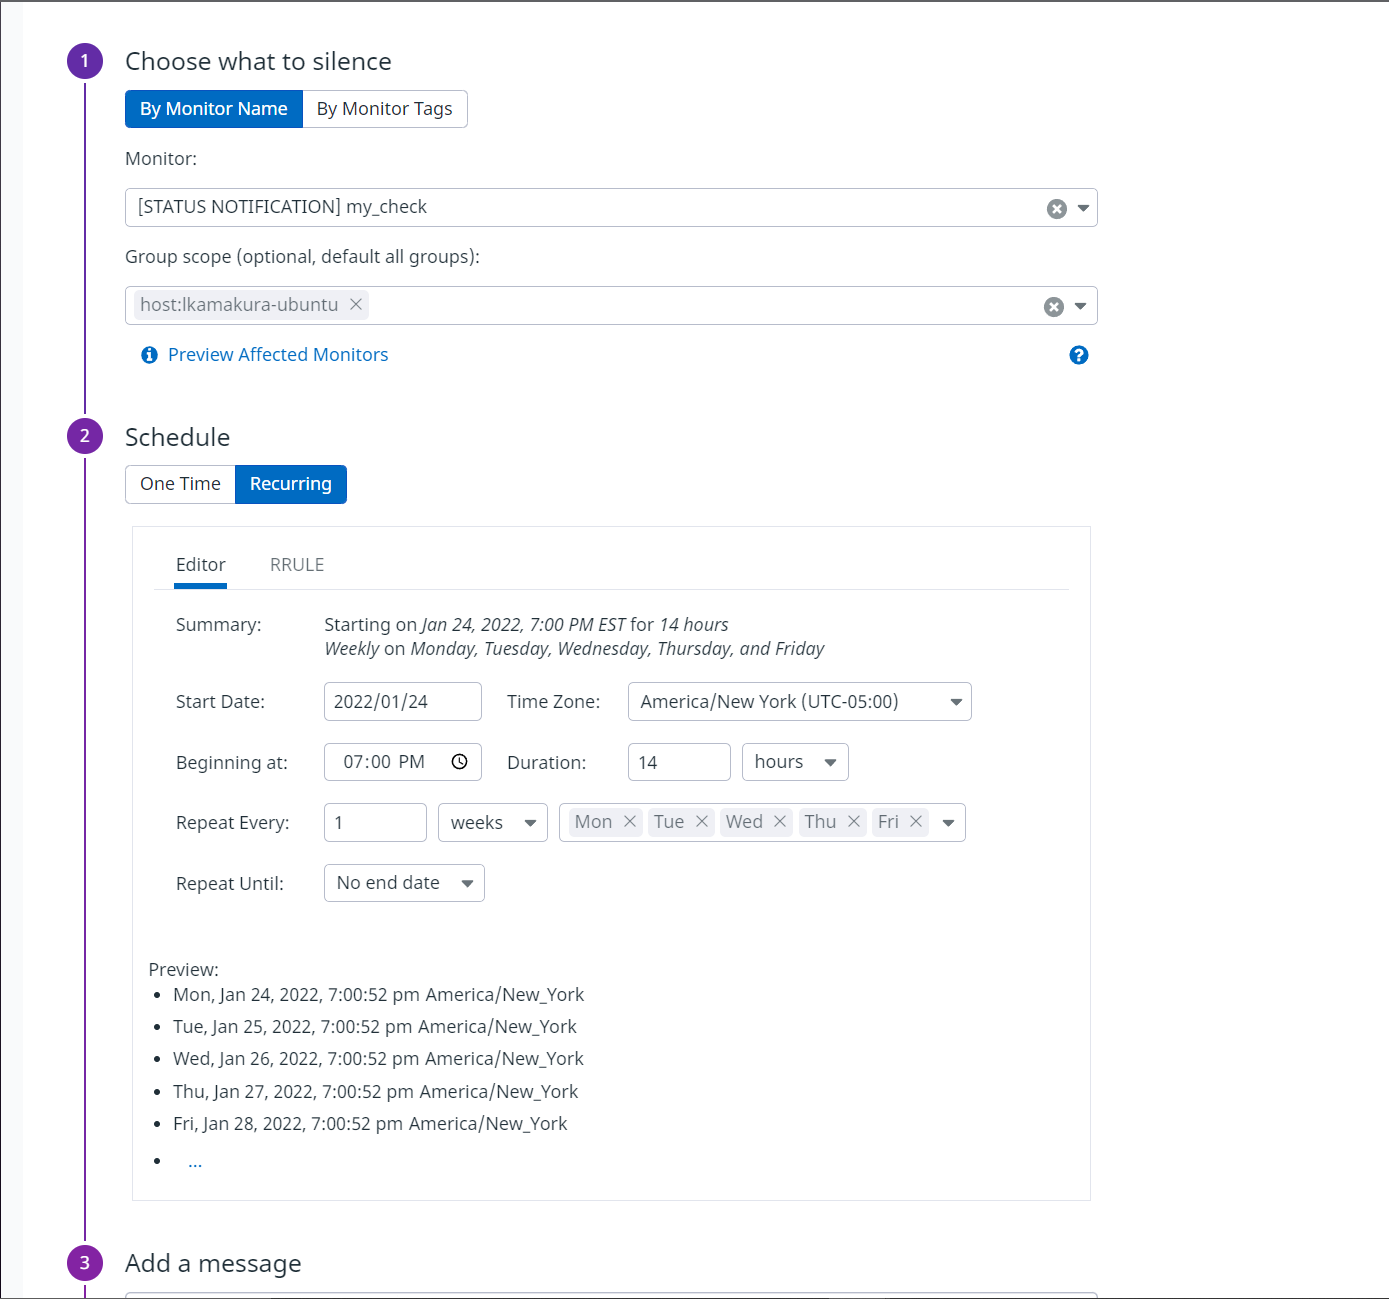 1 Choose what to silence
By Monitor Name By Monitor Tags
Monitor:
[STATUS NOTIFICATION] my_check
Group scope (optional, default all groups):
host:lkamakura-ubuntu
Preview Affected Monitors
2 Schedule
One Time Recurring
Editor RRULE
Summary: Starting on Jan 24, 2022, 7:00 PM EST for 14 hours
Weekly on Monday, Tuesday, Wednesday, Thursday, and Friday
Start Date: 2022/01/24 Time Zone: America/New York (UTC-05:00)
Beginning at: 07:00 PM Duration: 14 hours
Repeat Every: 1 weeks Mon Tue Wed Thu Fri
Repeat Until: No end date
Preview:
• Mon, Jan 24, 2022, 7:00:52 pm America/New_York
• Tue, Jan 25, 2022, 7:00:52 pm America/New_York
• Wed, Jan 26, 2022, 7:00:52 pm America/New_York
• Thu, Jan 27, 2022, 7:00:52 pm America/New_York
• Fri, Jan 28, 2022, 7:00:52 pm America/New_York
• ...
3 Add a message